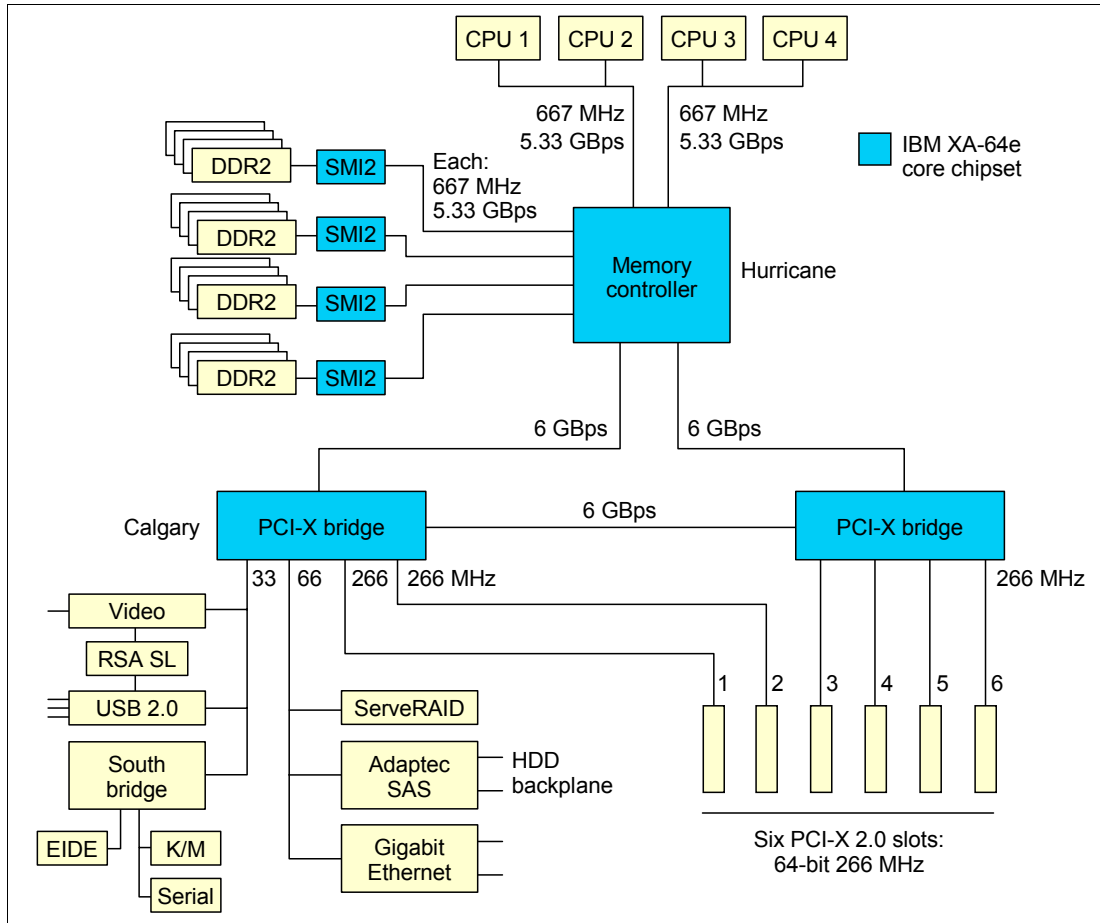 CPU 1
CPU 2
CPU 3
CPU 4
667 MHz
5.33 GBps
667 MHz
5.33 GBps
IBM XA-64e
core chipset
DDR2
SMI2
Each:
667 MHz
5.33 GBps
DDR2
SMI2
DDR2
SMI2
DDR2
SMI2
Memory
controller
Hurricane
6 GBps
6 GBps
Calgary
PCI-X bridge
6 GBps
PCI-X bridge
33
66
266
266 MHz
266 MHz
Video
RSA SL
USB 2.0
South
bridge
EIDE
K/M
Serial
ServeRAID
Adaptec
SAS
HDD
backplane
Gigabit
Ethernet
1
2
3
4
5
6
Six PCI-X 2.0 slots:
64-bit 266 MHz